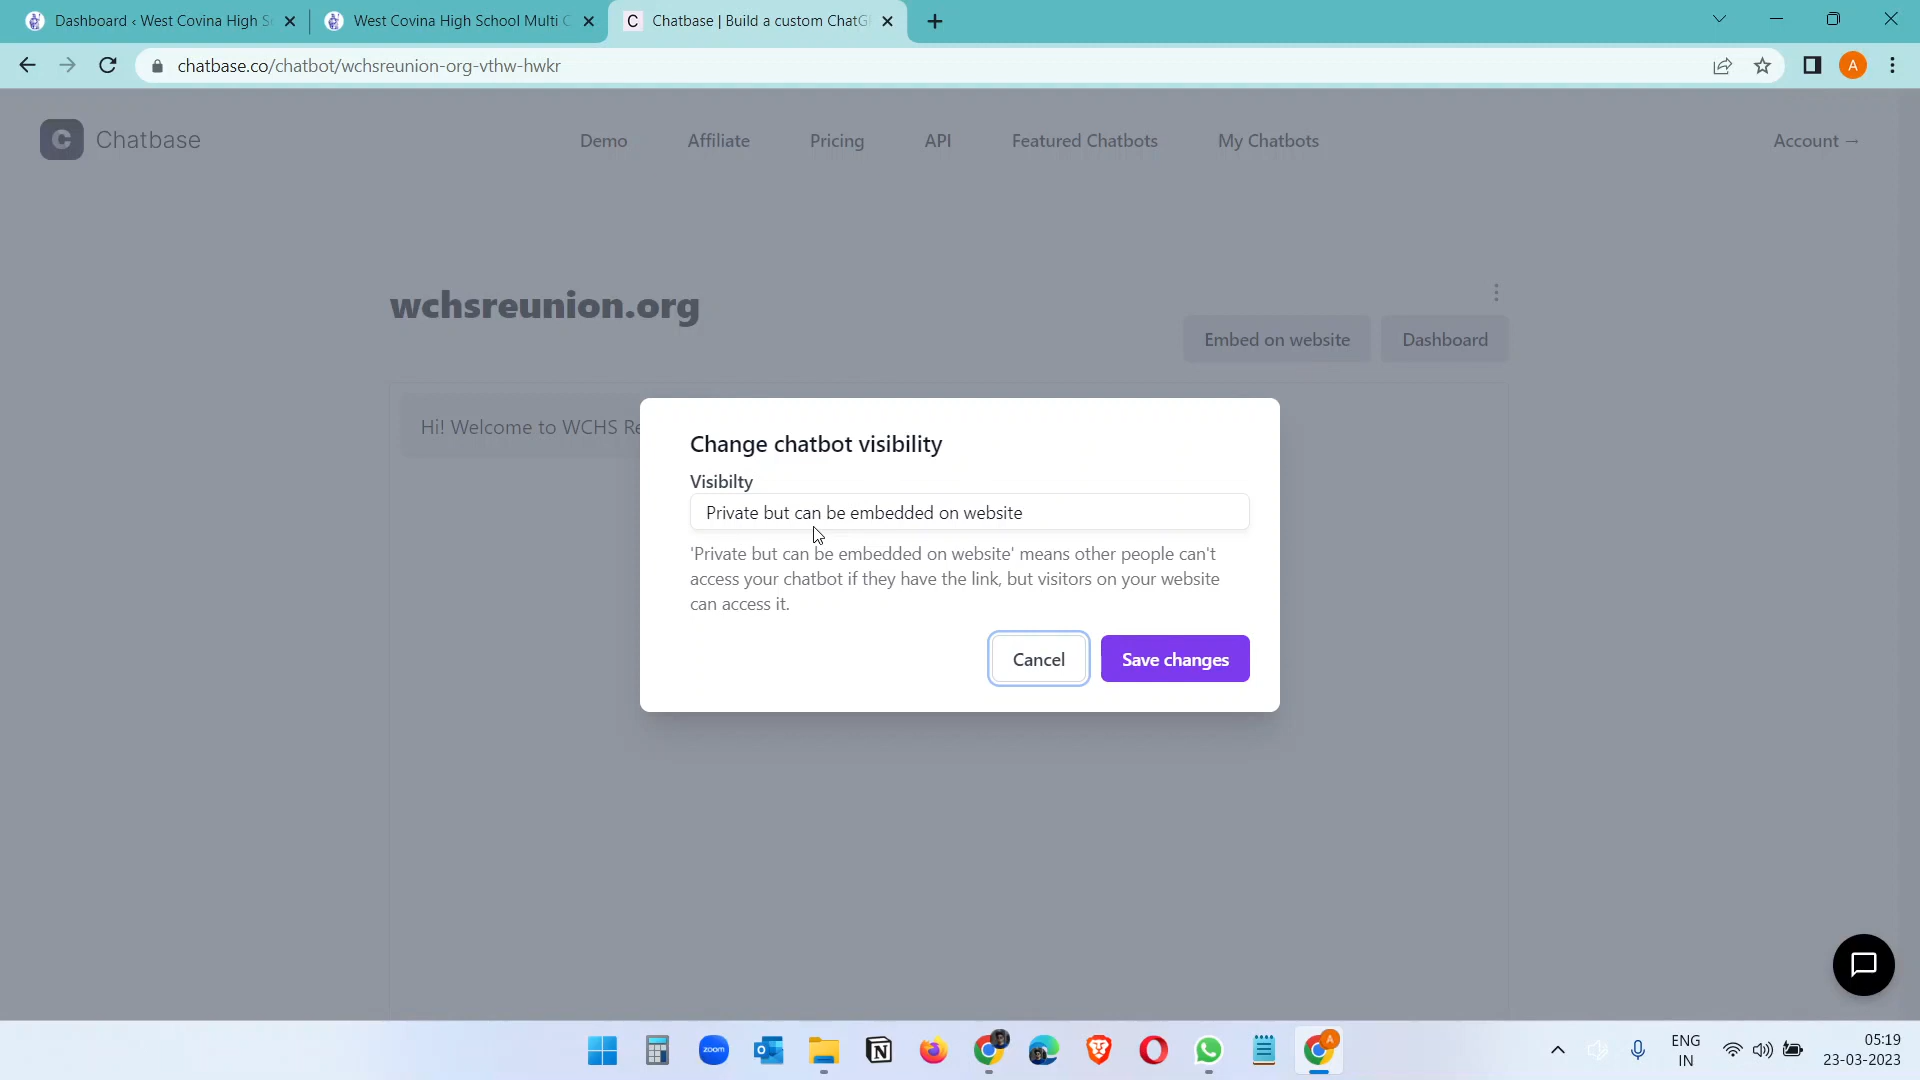 Dashboard ‹ West Covina High S
West Covina High School Multi C
C Chatbase | Build a custom ChatG
chatbase.co/chatbot/wchsreunion-org-vthw-hwkr
A
C Chatbase
Demo
Affiliate
Pricing
API
Featured Chatbots
My Chatbots
Account →
wchsreunion.org
Embed on website
Dashboard
Hi! Welcome to WCHS Re
Change chatbot visibility
Visibilty
Private but can be embedded on website
'Private but can be embedded on website' means other people can't
access your chatbot if they have the link, but visitors on your website
can access it.
Cancel
Save changes
zoom
A
ENG
IN
05:19
23-03-2023